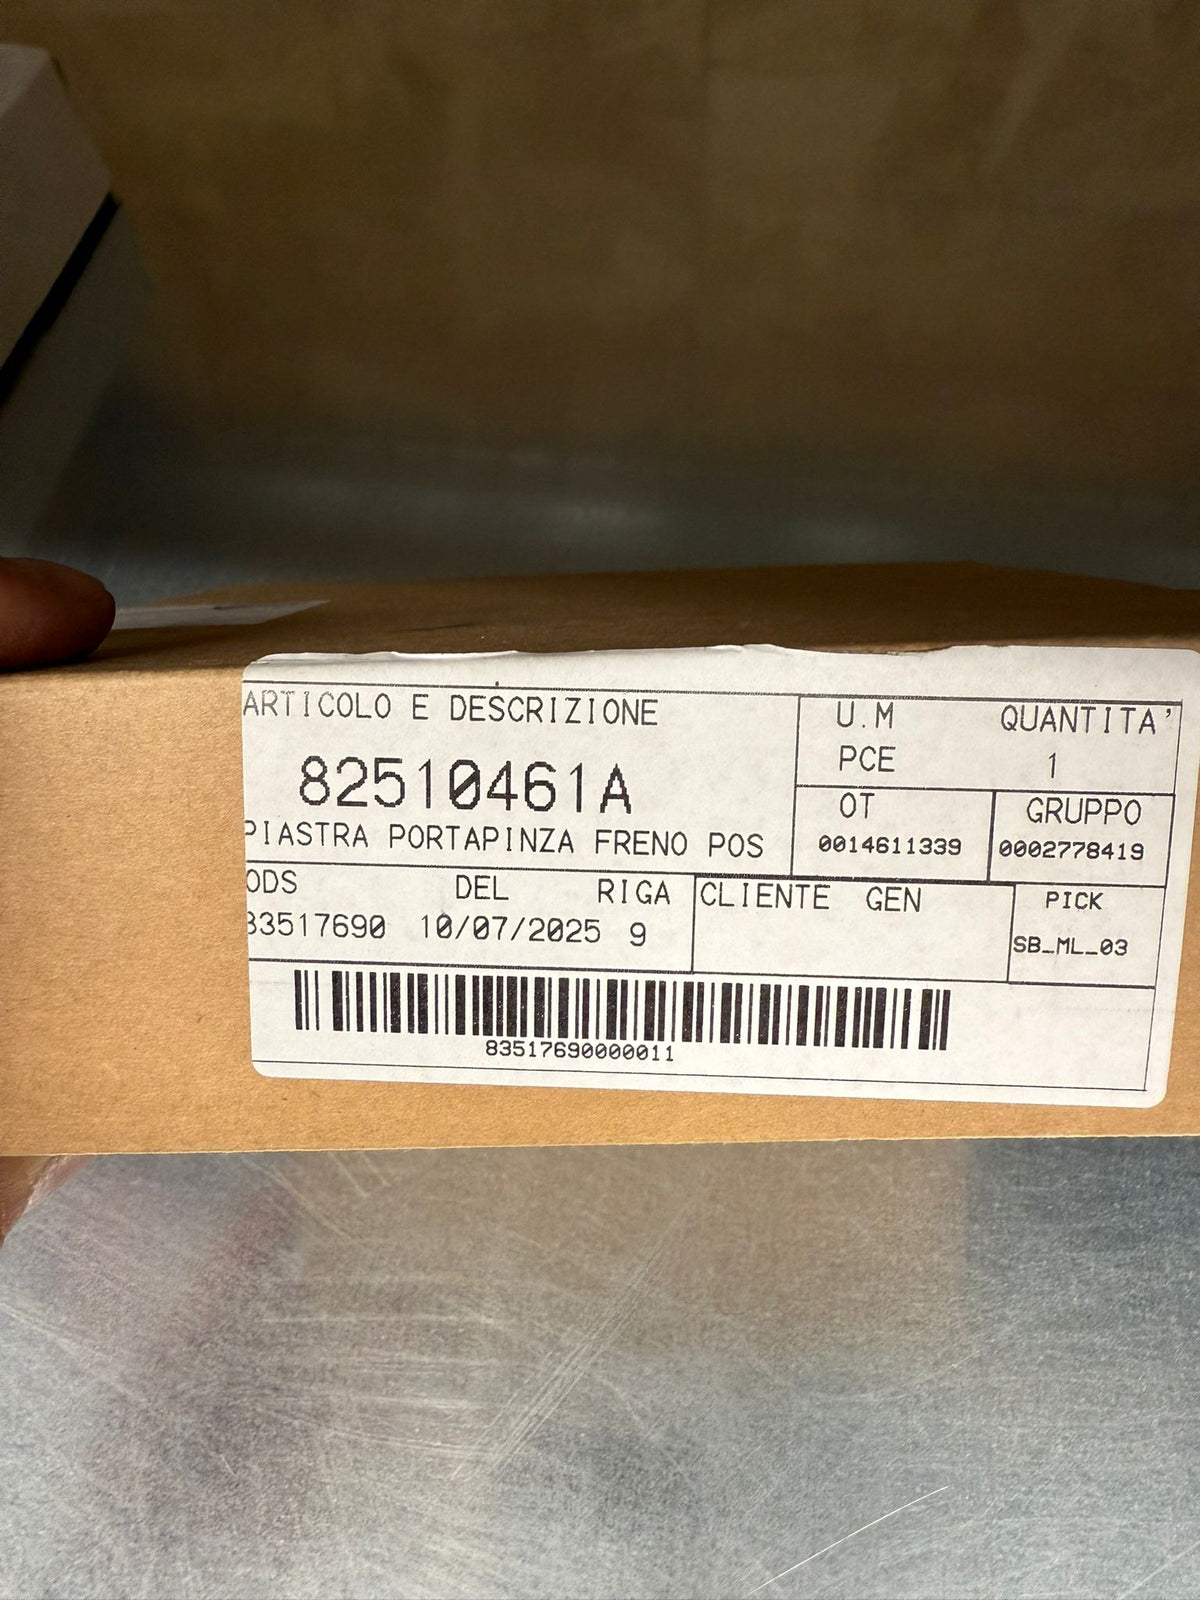 ARTICOLO E DESCRIZIONE
82510461A
PIASTRA PORTAPINZA FRENO POS
U.M QUANTITA'
PCE 1
OT GRUPPO
0014611339 0002778419
ODS DEL RIGA
83517690 10/07/2025 9
CLIENTE GEN
PICK
SB_ML_03
83517690000011